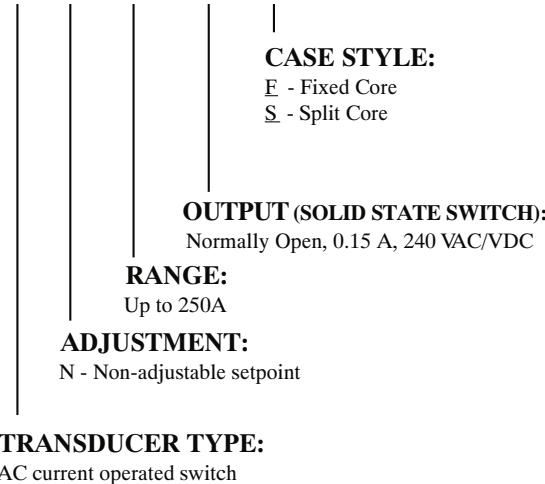 CASE STYLE:
F - Fixed Core
S - Split Core
OUTPUT (SOLID STATE SWITCH):
Normally Open, 0.15 A, 240 VAC/VDC
RANGE:
Up to 250A
ADJUSTMENT:
N - Non-adjustable setpoint
TRANSDUCER TYPE:
AC current operated switch